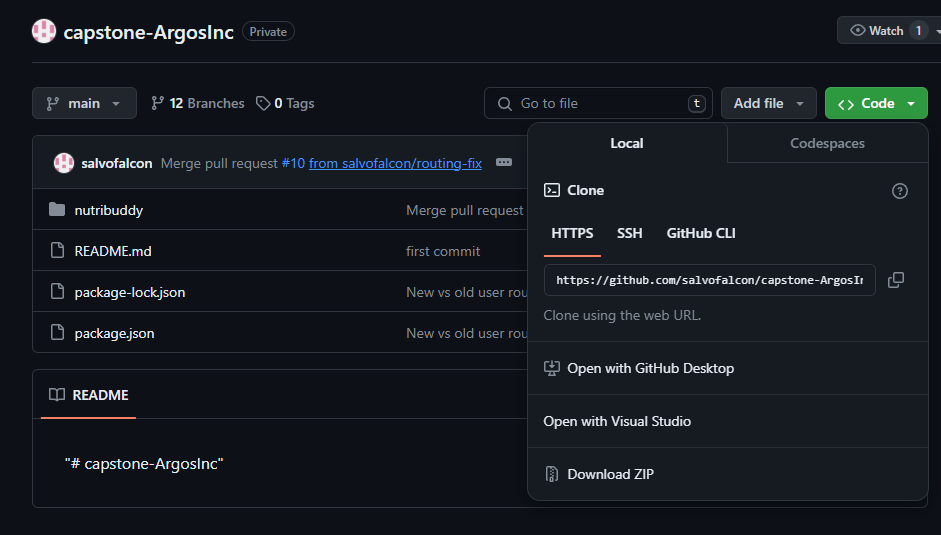 capstone-ArgosInc Private
Watch 1
main 12 Branches 0 Tags
Go to file t
Add file
Code
salvofalcon Merge pull request #10 from salvofalcon/routing-fix
nutribuddy Merge pull request
README.md first commit
package-lock.json New vs old user rou
package.json New vs old user rou
README
"# capstone-ArgosInc"
Local Codespaces
Clone
HTTPS SSH GitHub CLI
https://github.com/salvofalcon/capstone-ArgosIn
Clone using the web URL.
Open with GitHub Desktop
Open with Visual Studio
Download ZIP